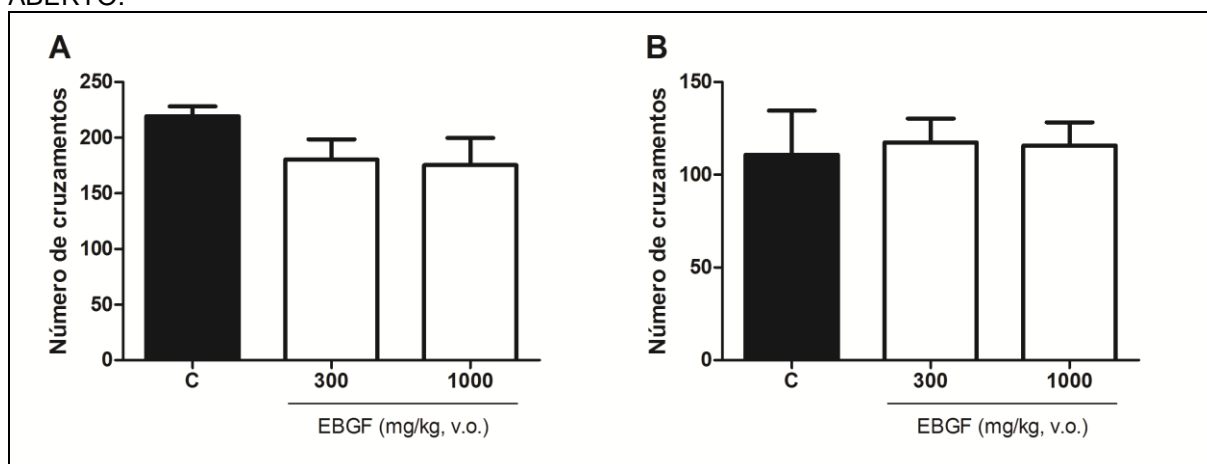 ABERTO.
A
Número de cruzamentos
250
200
150
100
50
0
C
300
1000
EBGF (mg/kg, v.o.)
B
Número de cruzamentos
150
100
50
0
C
300
1000
EBGF (mg/kg, v.o.)